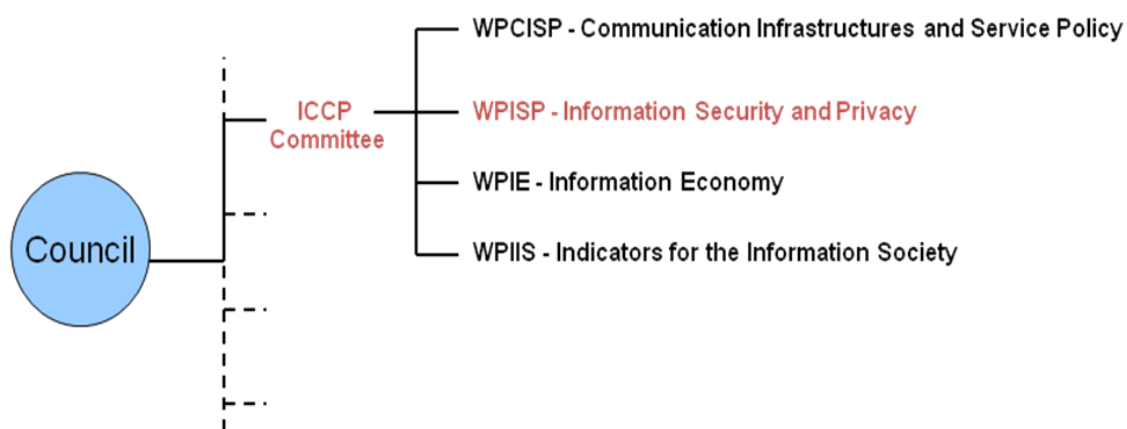 WPCISP - Communication Infrastructures and Service Policy
ICCP
Committee
WPISP - Information Security and Privacy
WPIE - Information Economy
Council
WPIIS - Indicators for the Information Society